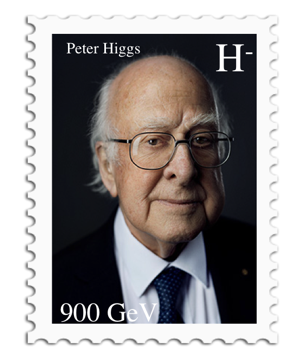 Peter Higgs
H-
900 GeV